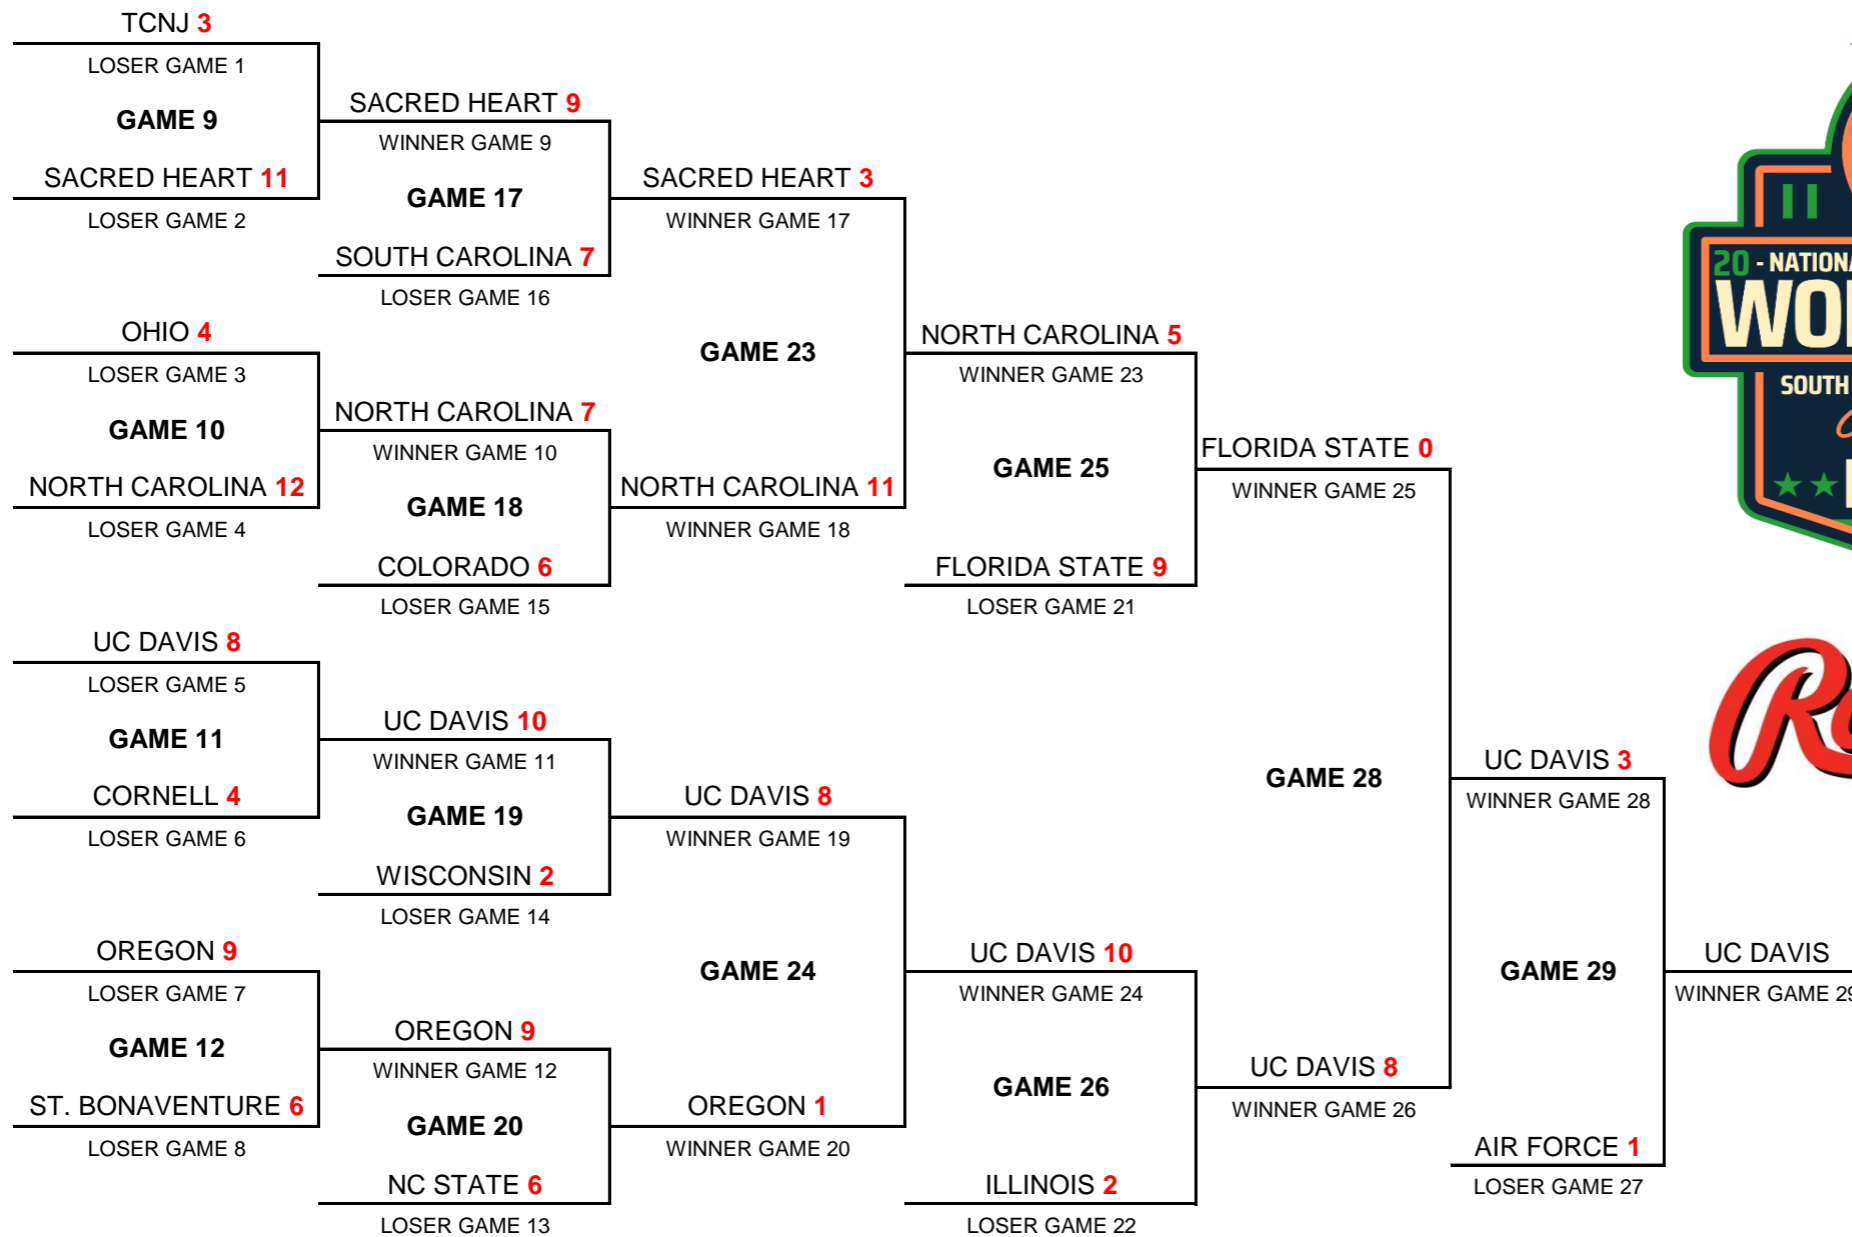 TCNJ 3
LOSER GAME 1
GAME 9
SACRED HEART 11
LOSER GAME 2
OHIO 4
LOSER GAME 3
GAME 10
NORTH CAROLINA 12
LOSER GAME 4
UC DAVIS 8
LOSER GAME 5
GAME 11
CORNELL 4
LOSER GAME 6
OREGON 9
LOSER GAME 7
GAME 12
ST. BONAVENTURE 6
LOSER GAME 8
SACRED HEART 9
WINNER GAME 9
GAME 17
SOUTH CAROLINA 7
LOSER GAME 16
NORTH CAROLINA 7
WINNER GAME 10
GAME 18
COLORADO 6
LOSER GAME 15
UC DAVIS 10
WINNER GAME 11
GAME 19
WISCONSIN 2
LOSER GAME 14
OREGON 9
WINNER GAME 12
GAME 20
NC STATE 6
LOSER GAME 13
SACRED HEART 3
WINNER GAME 17
GAME 23
NORTH CAROLINA 11
WINNER GAME 18
UC DAVIS 8
WINNER GAME 19
GAME 24
OREGON 1
WINNER GAME 20
NORTH CAROLINA 5
WINNER GAME 23
GAME 25
FLORIDA STATE 9
LOSER GAME 21
UC DAVIS 10
WINNER GAME 24
GAME 26
ILLINOIS 2
LOSER GAME 22
FLORIDA STATE 0
WINNER GAME 25
GAME 28
UC DAVIS 8
WINNER GAME 26
UC DAVIS 3
WINNER GAME 28
GAME 29
AIR FORCE 1
LOSER GAME 27
UC DAVIS
WINNER GAME 29
20 - NATIONA
WO
SOUTH